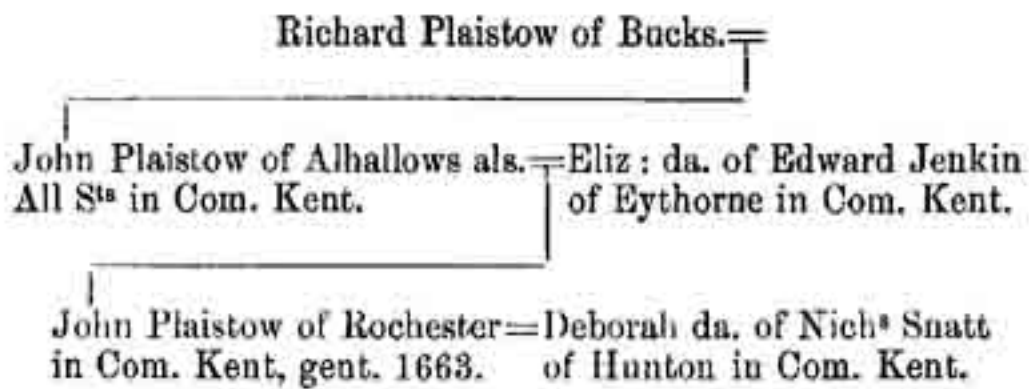 Richard Plaistow of Bucks.=
John Plaistow of Alhallows als.=Eliz: da. of Edward Jenkin
All Sᵗˢ in Com. Kent. of Eythorne in Com. Kent.
John Plaistow of Rochester=Deborah da. of Nichˢ Snatt
in Com. Kent, gent. 1663. of Hunton in Com. Kent.